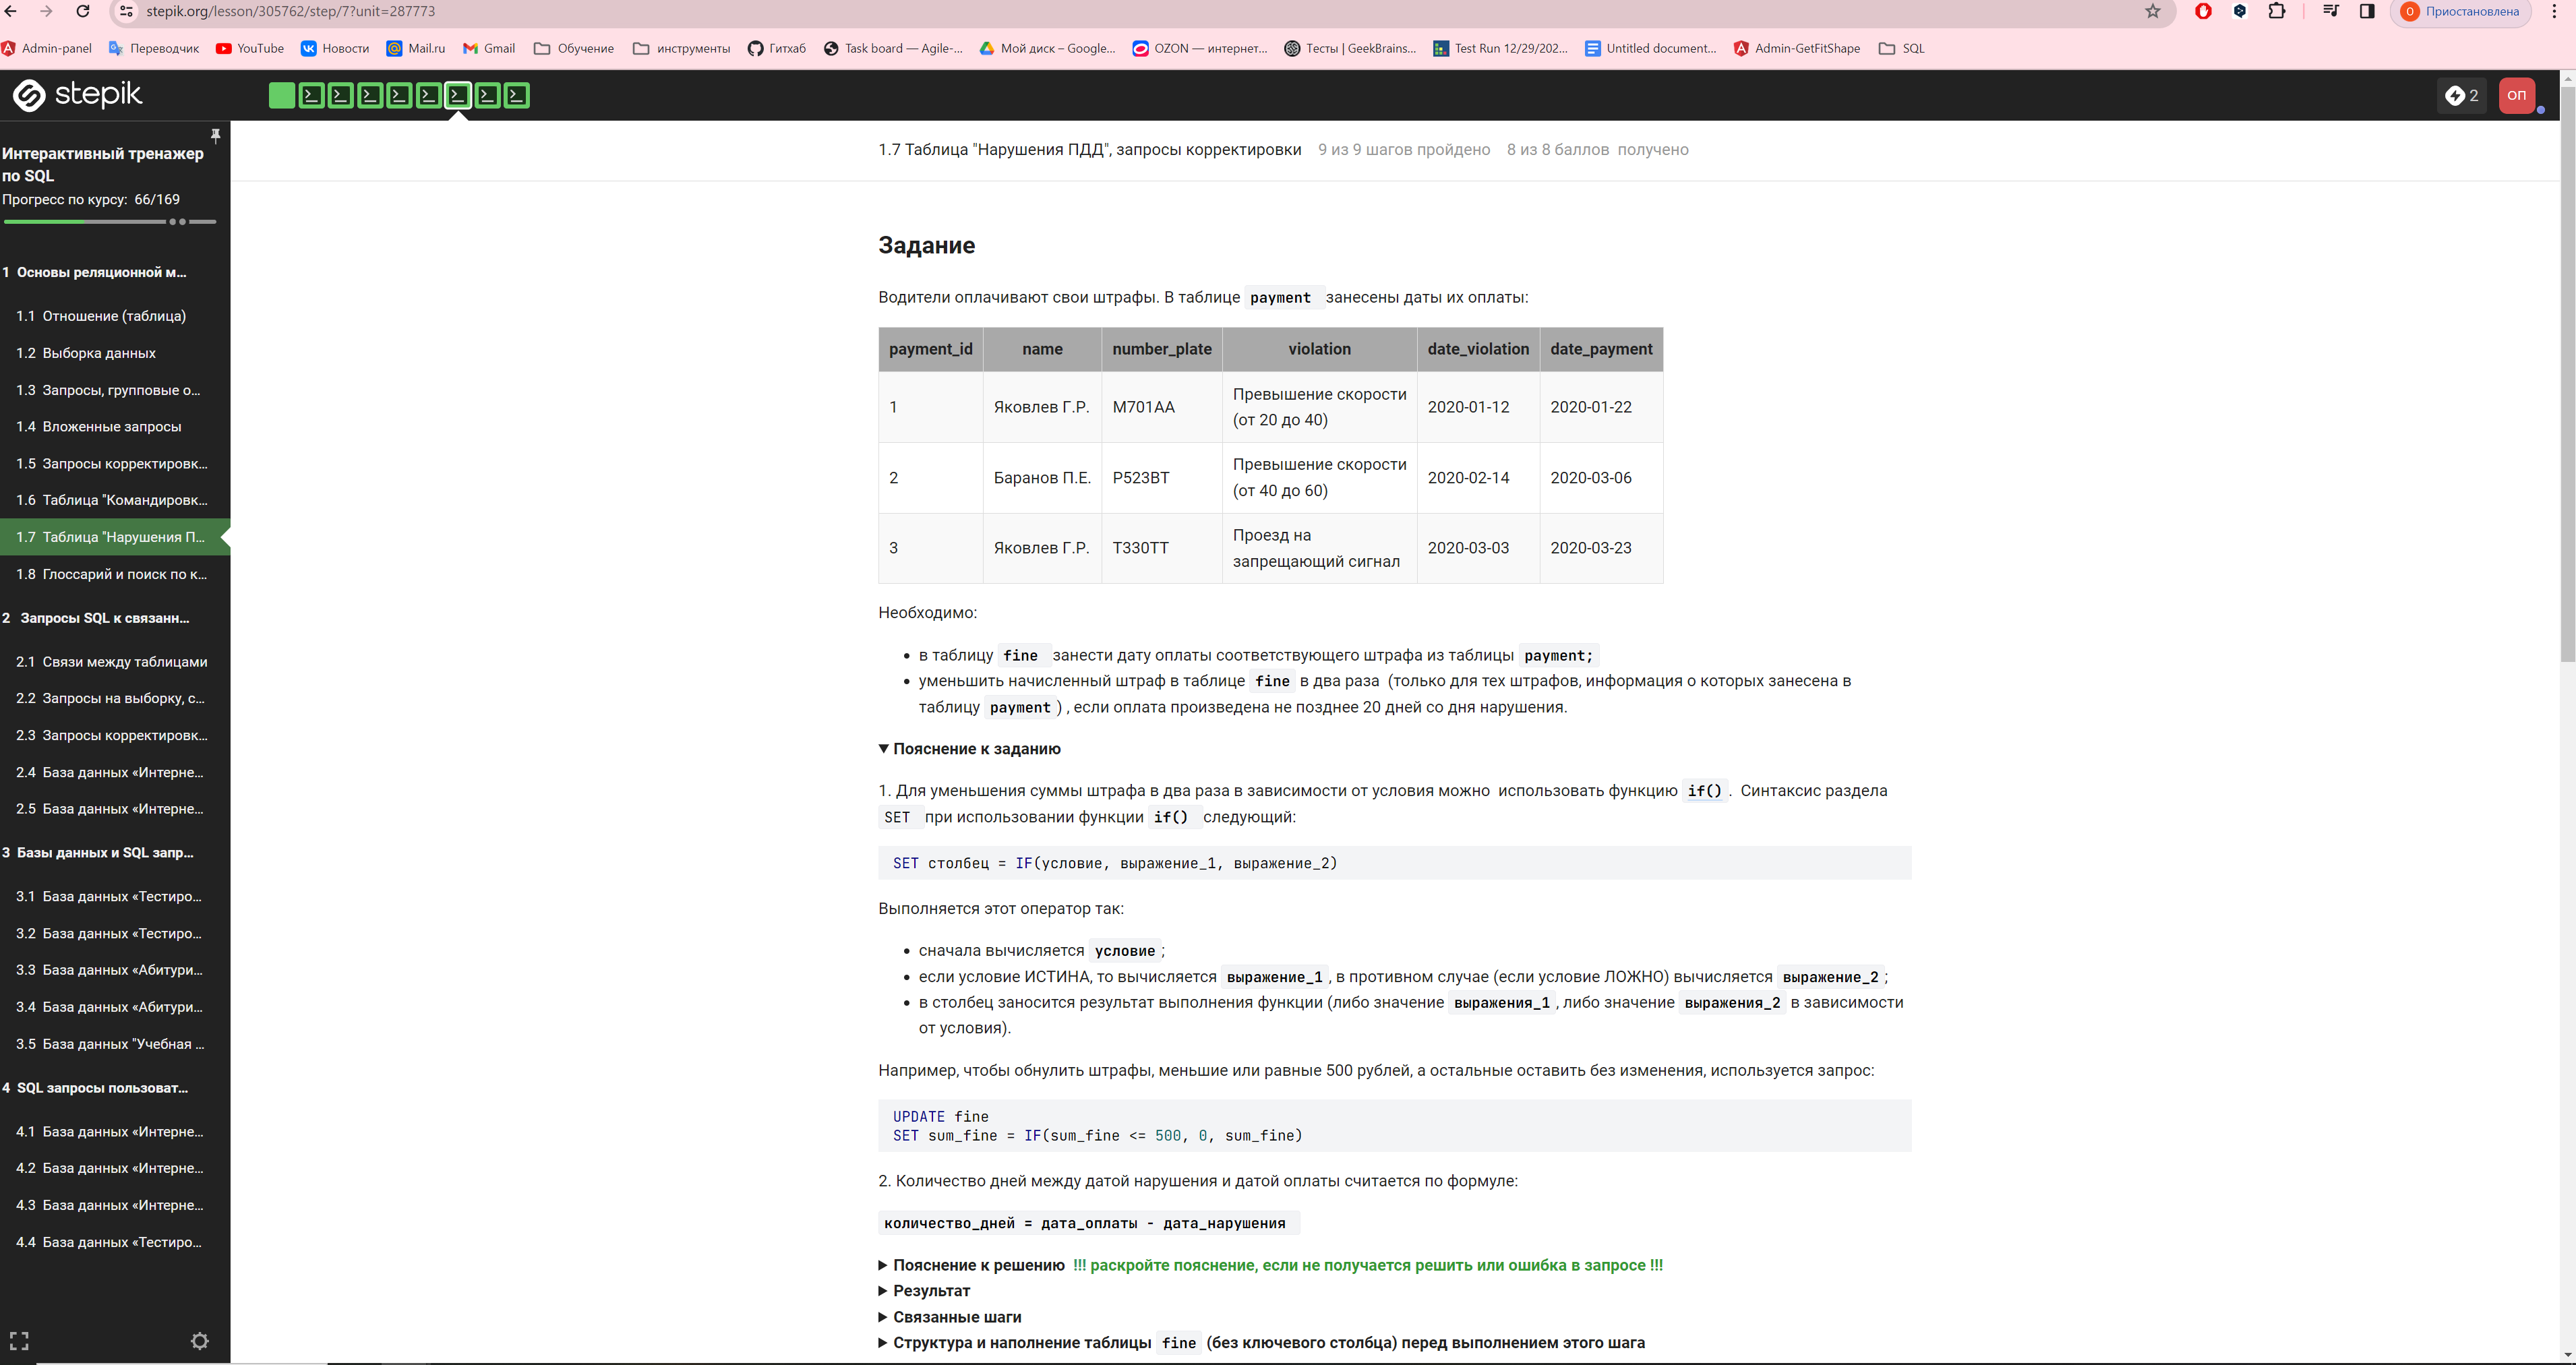 stepik.org/lesson/305762/step/7?unit=287773
О Приостановлена
Admin-panel Переводчик YouTube Новости Mail.ru Gmail Обучение инструменты Гитхаб Task board — Agile-... Мой диск – Google... OZON — интернет... Тесты | GeekBrains... Test Run 12/29/202... Untitled document... Admin-GetFitShape SQL
stepik
2
ОП
Интерактивный тренажер
по SQL
Прогресс по курсу: 66/169
1 Основы реляционной м...
1.1 Отношение (таблица)
1.2 Выборка данных
1.3 Запросы, групповые о...
1.4 Вложенные запросы
1.5 Запросы корректировк...
1.6 Таблица "Командировк...
1.7 Таблица "Нарушения П...
1.8 Глоссарий и поиск по к...
2 Запросы SQL к связанн...
2.1 Связи между таблицами
2.2 Запросы на выборку, с...
2.3 Запросы корректировк...
2.4 База данных «Интерне...
2.5 База данных «Интерне...
3 Базы данных и SQL запр...
3.1 База данных «Тестиро...
3.2 База данных «Тестиро...
3.3 База данных «Абитури...
3.4 База данных «Абитури...
3.5 База данных "Учебная ...
4 SQL запросы пользоват...
4.1 База данных «Интерне...
4.2 База данных «Интерне...
4.3 База данных «Интерне...
4.4 База данных «Тестиро...
1.7 Таблица "Нарушения ПДД", запросы корректировки 9 из 9 шагов пройдено 8 из 8 баллов получено
Задание
Водители оплачивают свои штрафы. В таблице payment занесены даты их оплаты:
payment_id name number_plate violation date_violation date_payment
1 Яковлев Г.Р. М701АА Превышение скорости (от 20 до 40) 2020-01-12 2020-01-22
2 Баранов П.Е. Р523ВТ Превышение скорости (от 40 до 60) 2020-02-14 2020-03-06
3 Яковлев Г.Р. Т330ТТ Проезд на запрещающий сигнал 2020-03-03 2020-03-23
Необходимо:
• в таблицу fine занести дату оплаты соответствующего штрафа из таблицы payment;
• уменьшить начисленный штраф в таблице fine в два раза (только для тех штрафов, информация о которых занесена в
таблицу payment ) , если оплата произведена не позднее 20 дней со дня нарушения.
▼ Пояснение к заданию
1. Для уменьшения суммы штрафа в два раза в зависимости от условия можно использовать функцию if() . Синтаксис раздела
SET при использовании функции if() следующий:
SET столбец = IF(условие, выражение_1, выражение_2)
Выполняется этот оператор так:
• сначала вычисляется условие ;
• если условие ИСТИНА, то вычисляется выражение_1 , в противном случае (если условие ЛОЖНО) вычисляется выражение_2 ;
• в столбец заносится результат выполнения функции (либо значение выражения_1 , либо значение выражения_2 в зависимости
от условия).
Например, чтобы обнулить штрафы, меньшие или равные 500 рублей, а остальные оставить без изменения, используется запрос:
UPDATE fine
SET sum_fine = IF(sum_fine <= 500, 0, sum_fine)
2. Количество дней между датой нарушения и датой оплаты считается по формуле:
количество_дней = дата_оплаты - дата_нарушения
▶ Пояснение к решению !!! раскройте пояснение, если не получается решить или ошибка в запросе !!!
▶ Результат
▶ Связанные шаги
▶ Структура и наполнение таблицы fine (без ключевого столбца) перед выполнением этого шага